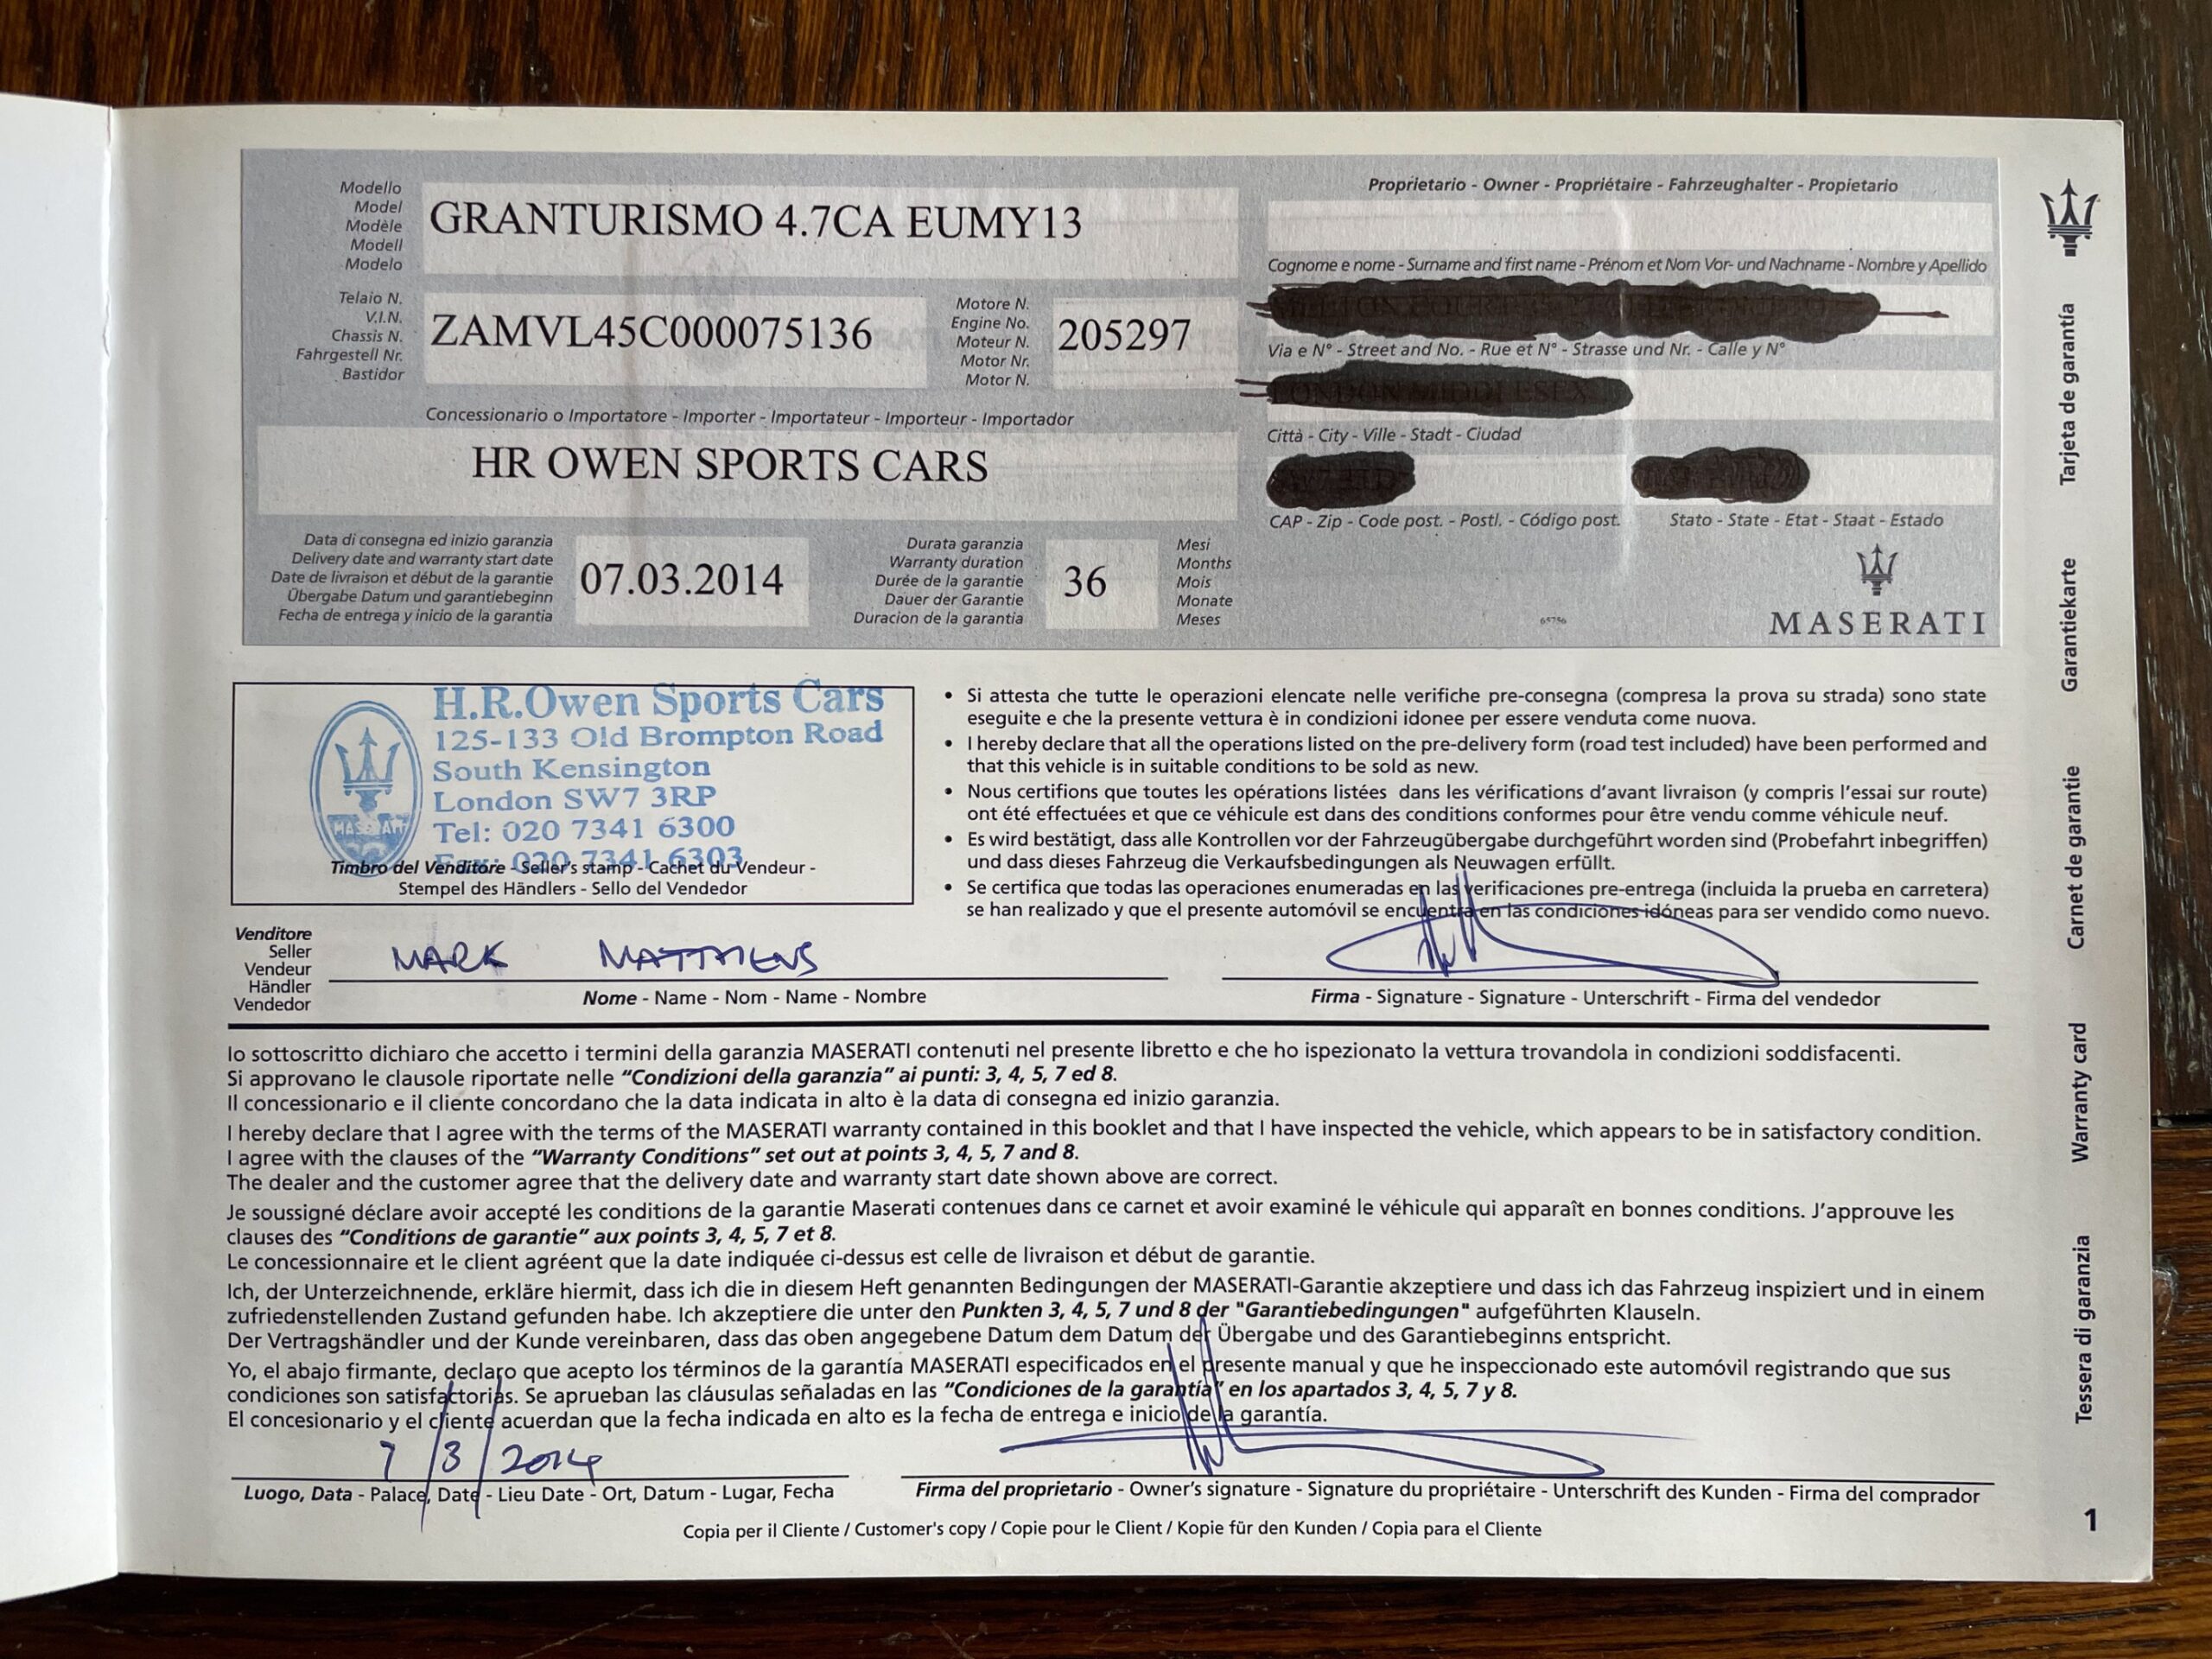 Modello
Model
Modèle
Modell
Modelo
GRANTURISMO 4.7CA EUMY13
Telaio N.
V.I.N.
Chassis N.
Fahrgestell Nr.
Bastidor
ZAMVL45C000075136
Motore N.
Engine No.
Moteur N.
Motor Nr.
Motor N.
205297
Concessionario o Importatore - Importer - Importateur - Importeur - Importador
HR OWEN SPORTS CARS
Data di consegna ed inizio garanzia
Delivery date and warranty start date
Date de livraison et début de la garantie
Übergabe Datum und garantiebeginn
Fecha de entrega y inicio de la garantia
07.03.2014
Durata garanzia
Warranty duration
Durée de la garantie
Dauer der Garantie
Duracion de la garantia
36
Mesi
Months
Mois
Monate
Meses
Proprietario - Owner - Propriétaire - Fahrzeughalter - Propietario
Cognome e nome - Surname and first name - Prénom et Nom Vor- und Nachname - Nombre y Apellido
Via e N° - Street and No. - Rue et N° - Strasse und Nr. - Calle y N°
Città - City - Ville - Stadt - Ciudad
CAP - Zip - Code post. - Postl. - Código post.
Stato - State - Etat - Staat - Estado
65756
MASERATI
H.R.Owen Sports Cars
125-133 Old Brompton Road
South Kensington
London SW7 3RP
Tel: 020 7341 6300
Fax: 020 7341 6303
MASERATI
Timbro del Venditore - Seller's stamp - Cachet du Vendeur -
Stempel des Händlers - Sello del Vendedor
• Si attesta che tutte le operazioni elencate nelle verifiche pre-consegna (compresa la prova su strada) sono state
eseguite e che la presente vettura è in condizioni idonee per essere venduta come nuova.
• I hereby declare that all the operations listed on the pre-delivery form (road test included) have been performed and
that this vehicle is in suitable conditions to be sold as new.
• Nous certifions que toutes les opérations listées dans les vérifications d'avant livraison (y compris l'essai sur route)
ont été effectuées et que ce véhicule est dans des conditions conformes pour être vendu comme véhicule neuf.
• Es wird bestätigt, dass alle Kontrollen vor der Fahrzeugübergabe durchgeführt worden sind (Probefahrt inbegriffen)
und dass dieses Fahrzeug die Verkaufsbedingungen als Neuwagen erfüllt.
• Se certifica que todas las operaciones enumeradas en las verificaciones pre-entrega (incluida la prueba en carretera)
se han realizado y que el presente automóvil se encuentra en las condiciones idóneas para ser vendido como nuevo.
Venditore
Seller
Vendeur
Händler
Vendedor
MARK MATTHEWS
Nome - Name - Nom - Name - Nombre
Firma - Signature - Signature - Unterschrift - Firma del vendedor
Io sottoscritto dichiaro che accetto i termini della garanzia MASERATI contenuti nel presente libretto e che ho ispezionato la vettura trovandola in condizioni soddisfacenti.
Si approvano le clausole riportate nelle "Condizioni della garanzia" ai punti: 3, 4, 5, 7 ed 8.
Il concessionario e il cliente concordano che la data indicata in alto è la data di consegna ed inizio garanzia.
I hereby declare that I agree with the terms of the MASERATI warranty contained in this booklet and that I have inspected the vehicle, which appears to be in satisfactory condition.
I agree with the clauses of the "Warranty Conditions" set out at points 3, 4, 5, 7 and 8.
The dealer and the customer agree that the delivery date and warranty start date shown above are correct.
Je soussigné déclare avoir accepté les conditions de la garantie Maserati contenues dans ce carnet et avoir examiné le véhicule qui apparaît en bonnes conditions. J'approuve les
clauses des "Conditions de garantie" aux points 3, 4, 5, 7 et 8.
Le concessionnaire et le client agréent que la date indiquée ci-dessus est celle de livraison et début de garantie.
Ich, der Unterzeichnende, erkläre hiermit, dass ich die in diesem Heft genannten Bedingungen der MASERATI-Garantie akzeptiere und dass ich das Fahrzeug inspiziert und in einem
zufriedenstellenden Zustand gefunden habe. Ich akzeptiere die unter den Punkten 3, 4, 5, 7 und 8 der "Garantiebedingungen" aufgeführten Klauseln.
Der Vertragshändler und der Kunde vereinbaren, dass das oben angegebene Datum dem Datum der Übergabe und des Garantiebeginns entspricht.
Yo, el abajo firmante, declaro que acepto los términos de la garantía MASERATI especificados en el presente manual y que he inspeccionado este automóvil registrando que sus
condiciones son satisfactorias. Se aprueban las cláusulas señaladas en las "Condiciones de la garantía" en los apartados 3, 4, 5, 7 y 8.
El concesionario y el cliente acuerdan que la fecha indicada en alto es la fecha de entrega e inicio de la garantía.
7/3/2014
Luogo, Data - Palace, Date - Lieu Date - Ort, Datum - Lugar, Fecha
Firma del proprietario - Owner's signature - Signature du propriétaire - Unterschrift des Kunden - Firma del comprador
Copia per il Cliente / Customer's copy / Copie pour le Client / Kopie für den Kunden / Copia para el Cliente
Tarjeta de garantía
Garantiekarte
Carnet de garantie
Warranty card
Tessera di garanzia
1